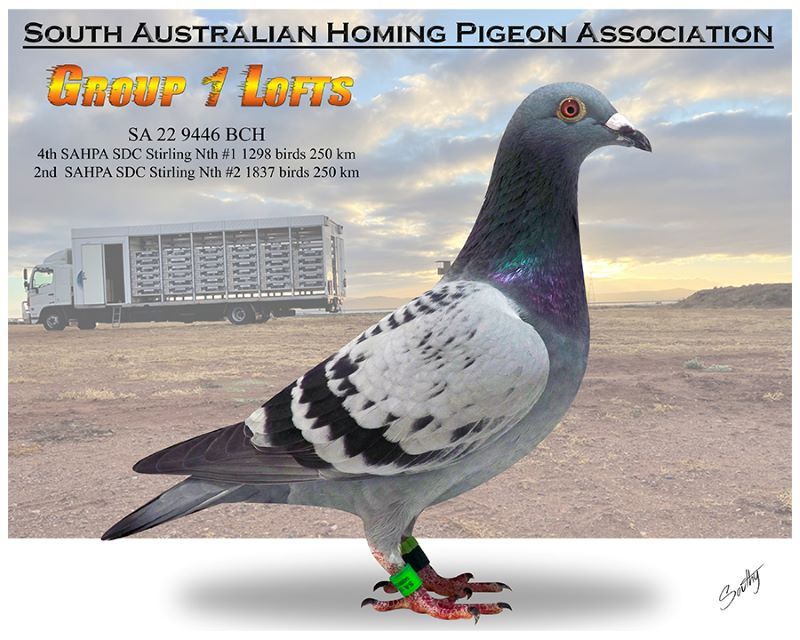 South Australian Homing Pigeon Association
Group 1 Lofts
SA 22 9446 BCH
4th SAHPA SDC Stirling Nth #1 1298 birds 250 km
2nd SAHPA SDC Stirling Nth #2 1837 birds 250 km
Southy